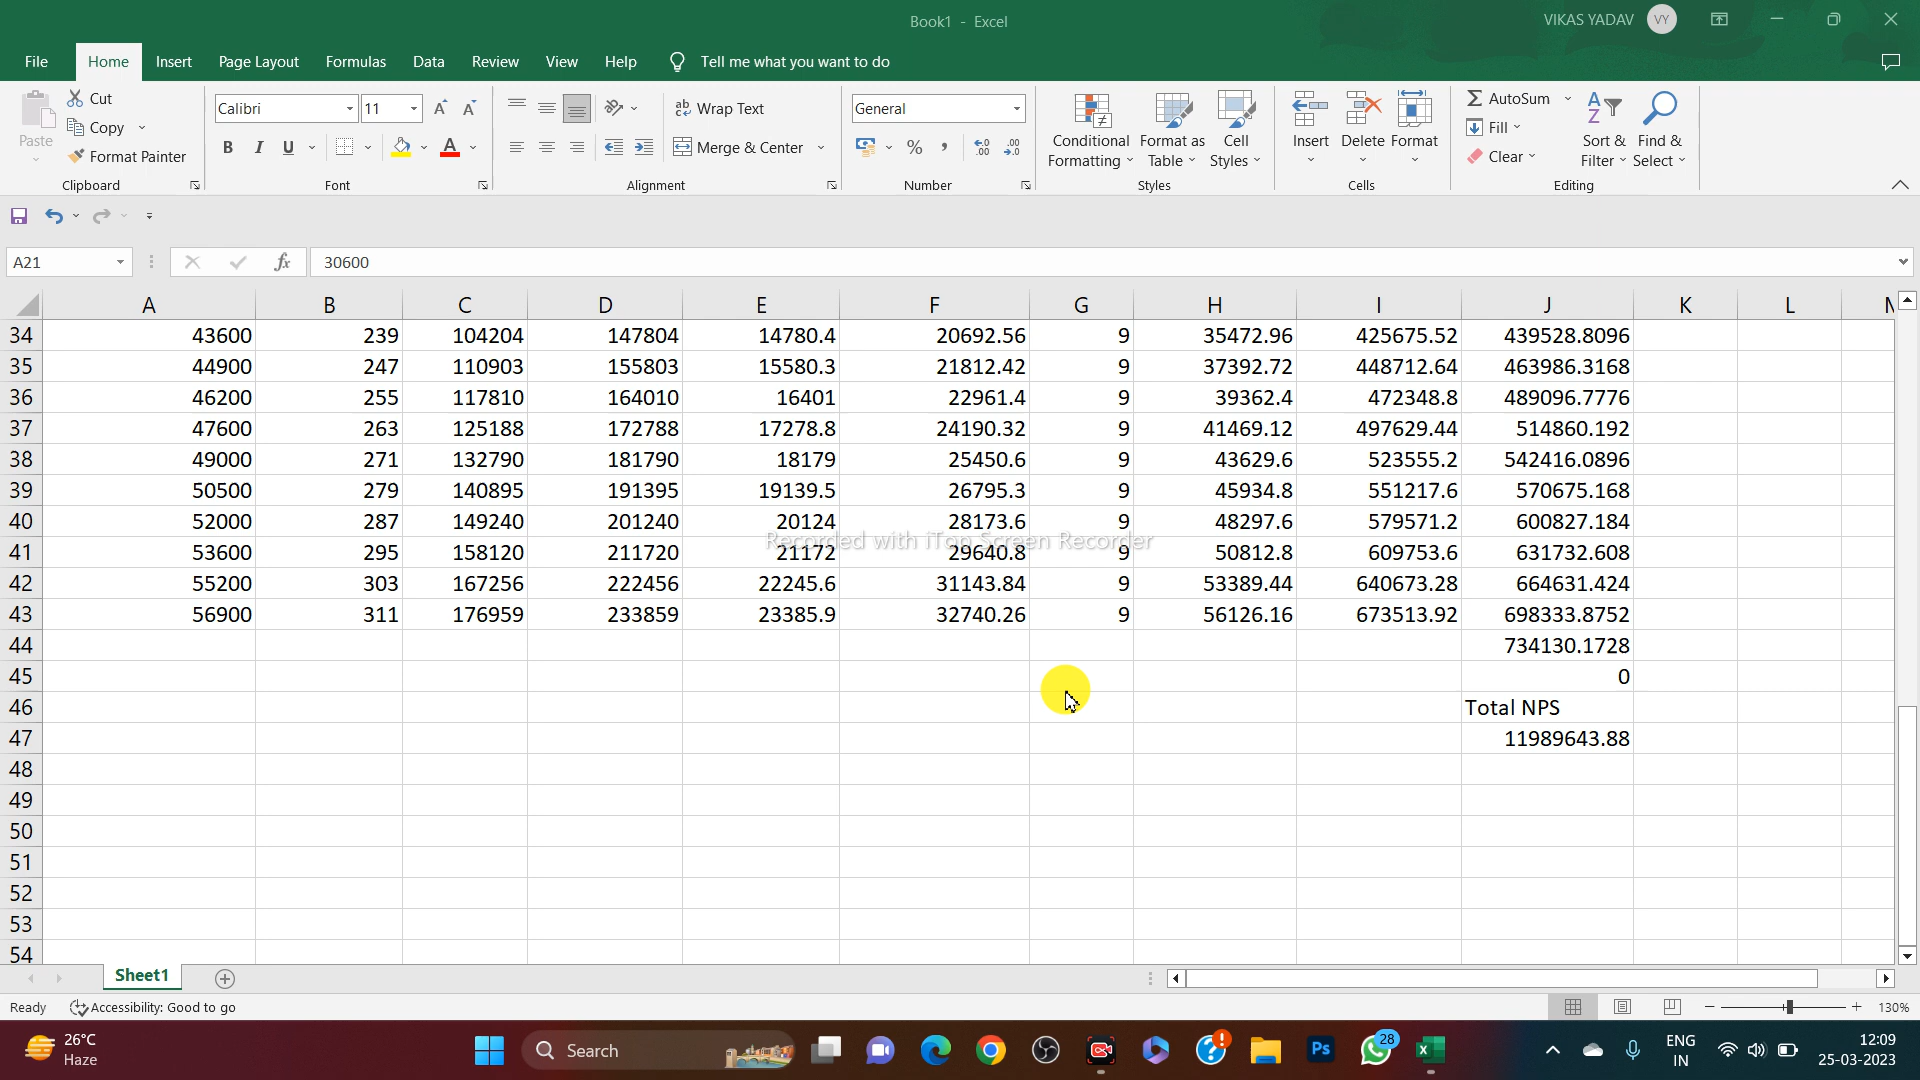 Book1 - Excel
VIKAS YADAV VY
File Home Insert Page Layout Formulas Data Review View Help Tell me what you want to do
Paste
Cut
Copy
Format Painter
Clipboard
Calibri 11
B I U
Font
ab Wrap Text
Merge & Center
Alignment
General
% ,
Number
Conditional Formatting
Format as Table
Cell Styles
Styles
Insert Delete Format
Cells
AutoSum
Fill
Clear
Sort & Filter
Find & Select
Editing
A21 fx 30600
A B C D E F G H I J K L
34 43600 239 104204 147804 14780.4 20692.56 9 35472.96 425675.52 439528.8096
35 44900 247 110903 155803 15580.3 21812.42 9 37392.72 448712.64 463986.3168
36 46200 255 117810 164010 16401 22961.4 9 39362.4 472348.8 489096.7776
37 47600 263 125188 172788 17278.8 24190.32 9 41469.12 497629.44 514860.192
38 49000 271 132790 181790 18179 25450.6 9 43629.6 523555.2 542416.0896
39 50500 279 140895 191395 19139.5 26795.3 9 45934.8 551217.6 570675.168
40 52000 287 149240 201240 20124 28173.6 9 48297.6 579571.2 600827.184
Recorded with iTop Screen Recorder
41 53600 295 158120 211720 21172 29640.8 9 50812.8 609753.6 631732.608
42 55200 303 167256 222456 22245.6 31143.84 9 53389.44 640673.28 664631.424
43 56900 311 176959 233859 23385.9 32740.26 9 56126.16 673513.92 698333.8752
44 734130.1728
45 0
46 Total NPS
47 11989643.88
48
49
50
51
52
53
54
Sheet1
Ready Accessibility: Good to go 130%
26°C
Haze
Search
Ps
28
ENG
IN
12:09
25-03-2023